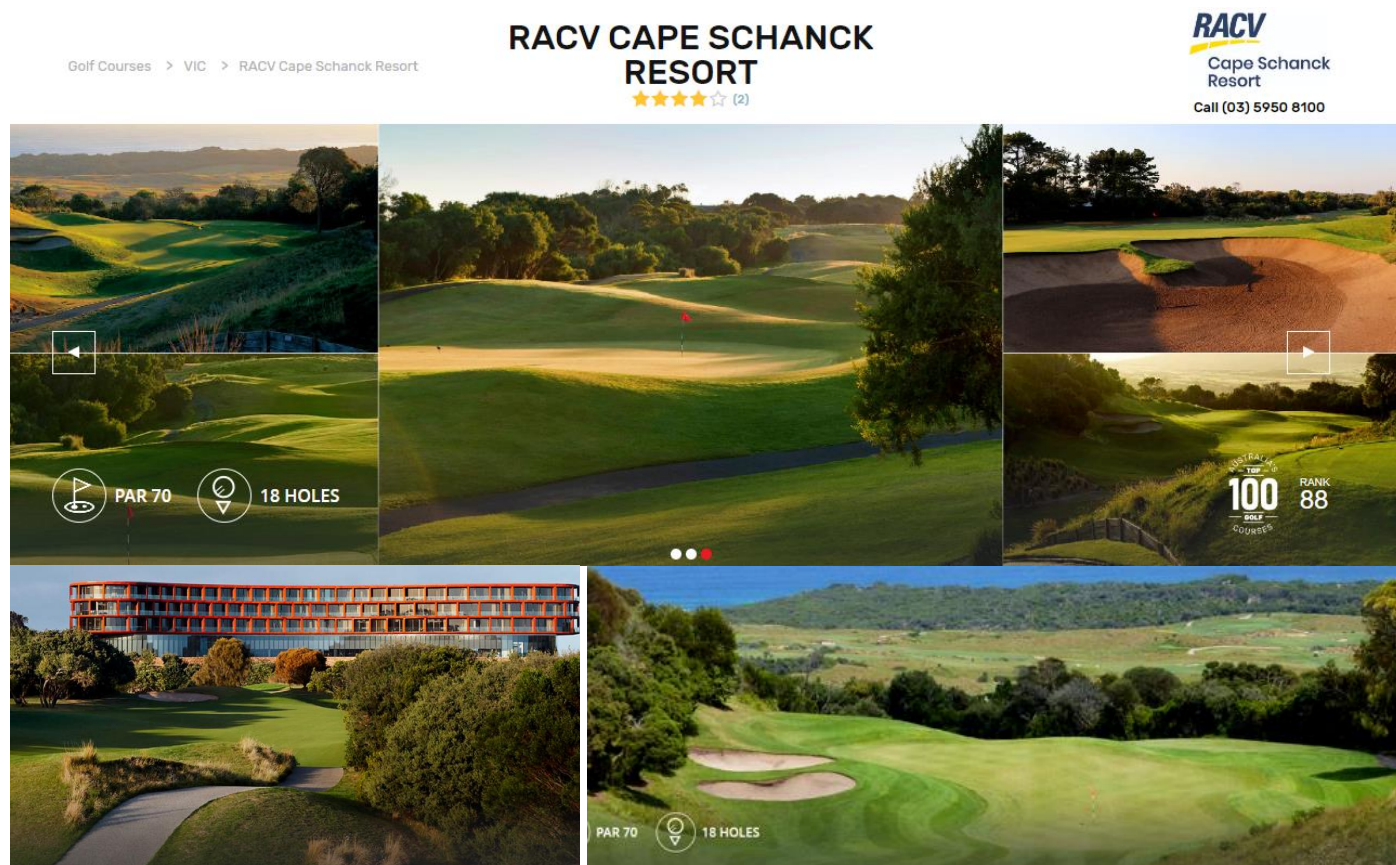 RACV CAPE SCHANCK
RESORT
(2)
Golf Courses > VIC > RACV Cape Schanck Resort
RACV
Cape Schanck
Resort
Call (03) 5950 8100
PAR 70
18 HOLES
AUSTRALIA'S
TOP
100
GOLF
COURSES
RANK
88
PAR 70
18 HOLES